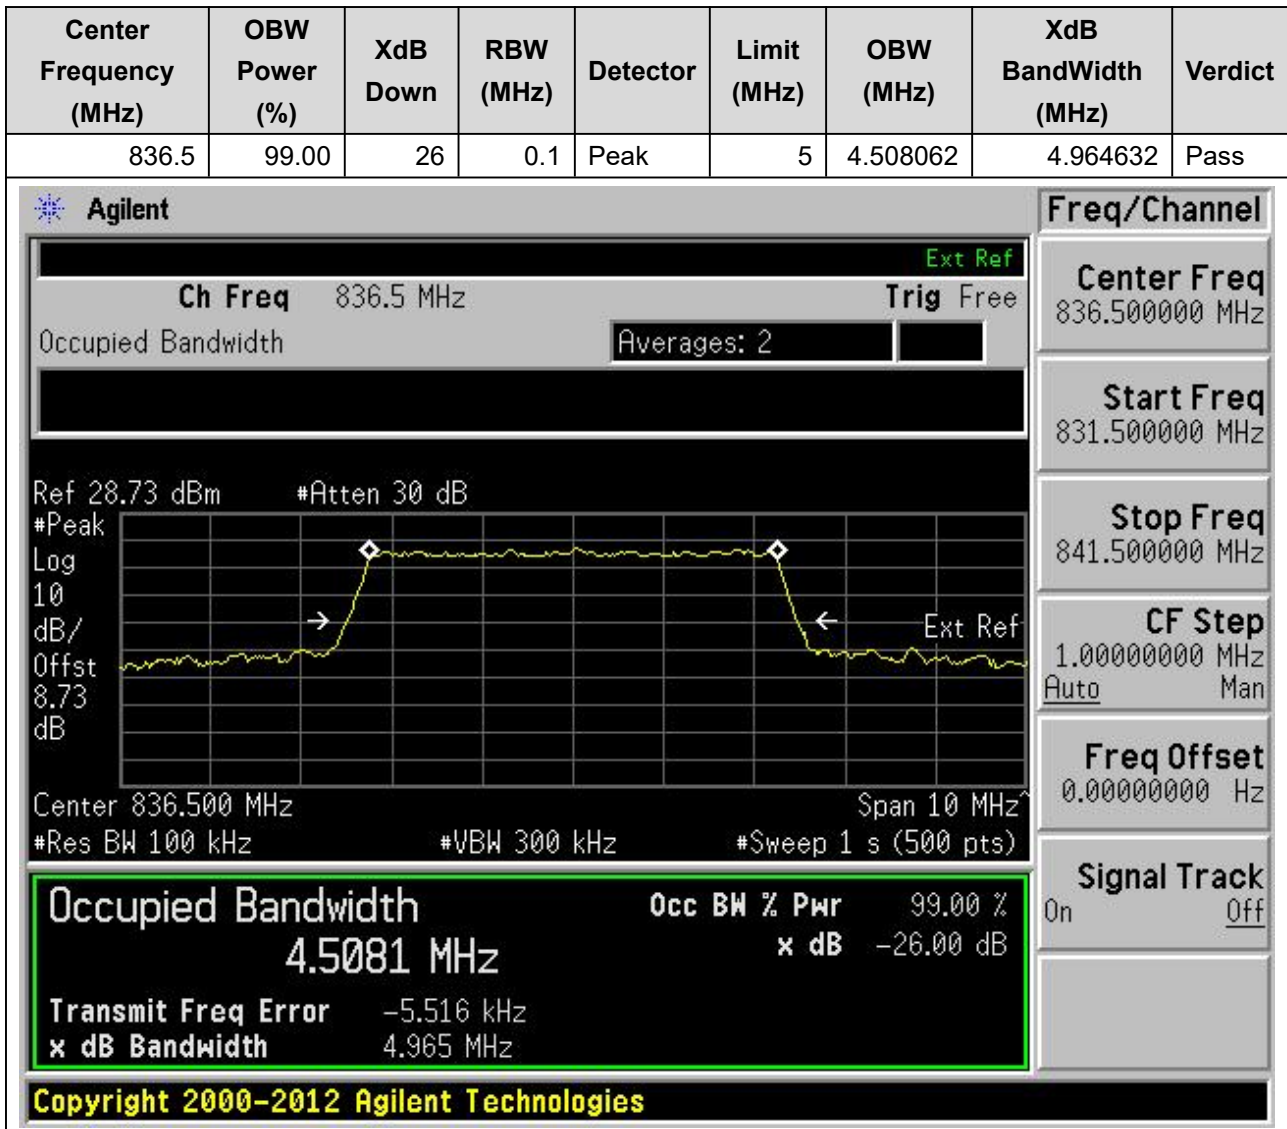 Center Frequency (MHz) OBW Power (%) XdB Down RBW (MHz) Detector Limit (MHz) OBW (MHz) XdB BandWidth (MHz) Verdict
836.5 99.00 26 0.1 Peak 5 4.508062 4.964632 Pass
Agilent
Freq/Channel
Ext Ref
Ch Freq 836.5 MHz Trig Free
Occupied Bandwidth Averages: 2
Center Freq
836.500000 MHz
Start Freq
831.500000 MHz
Stop Freq
841.500000 MHz
CF Step
1.00000000 MHz
Auto Man
Freq Offset
0.00000000 Hz
Signal Track
On Off
Ref 28.73 dBm #Atten 30 dB
#Peak
Log
10
dB/
Offst
8.73
dB
Ext Ref
Center 836.500 MHz Span 10 MHz^
#Res BW 100 kHz #VBW 300 kHz #Sweep 1 s (500 pts)
Occupied Bandwidth Occ BW % Pwr 99.00 %
4.5081 MHz x dB -26.00 dB
Transmit Freq Error -5.516 kHz
x dB Bandwidth 4.965 MHz
Copyright 2000-2012 Agilent Technologies